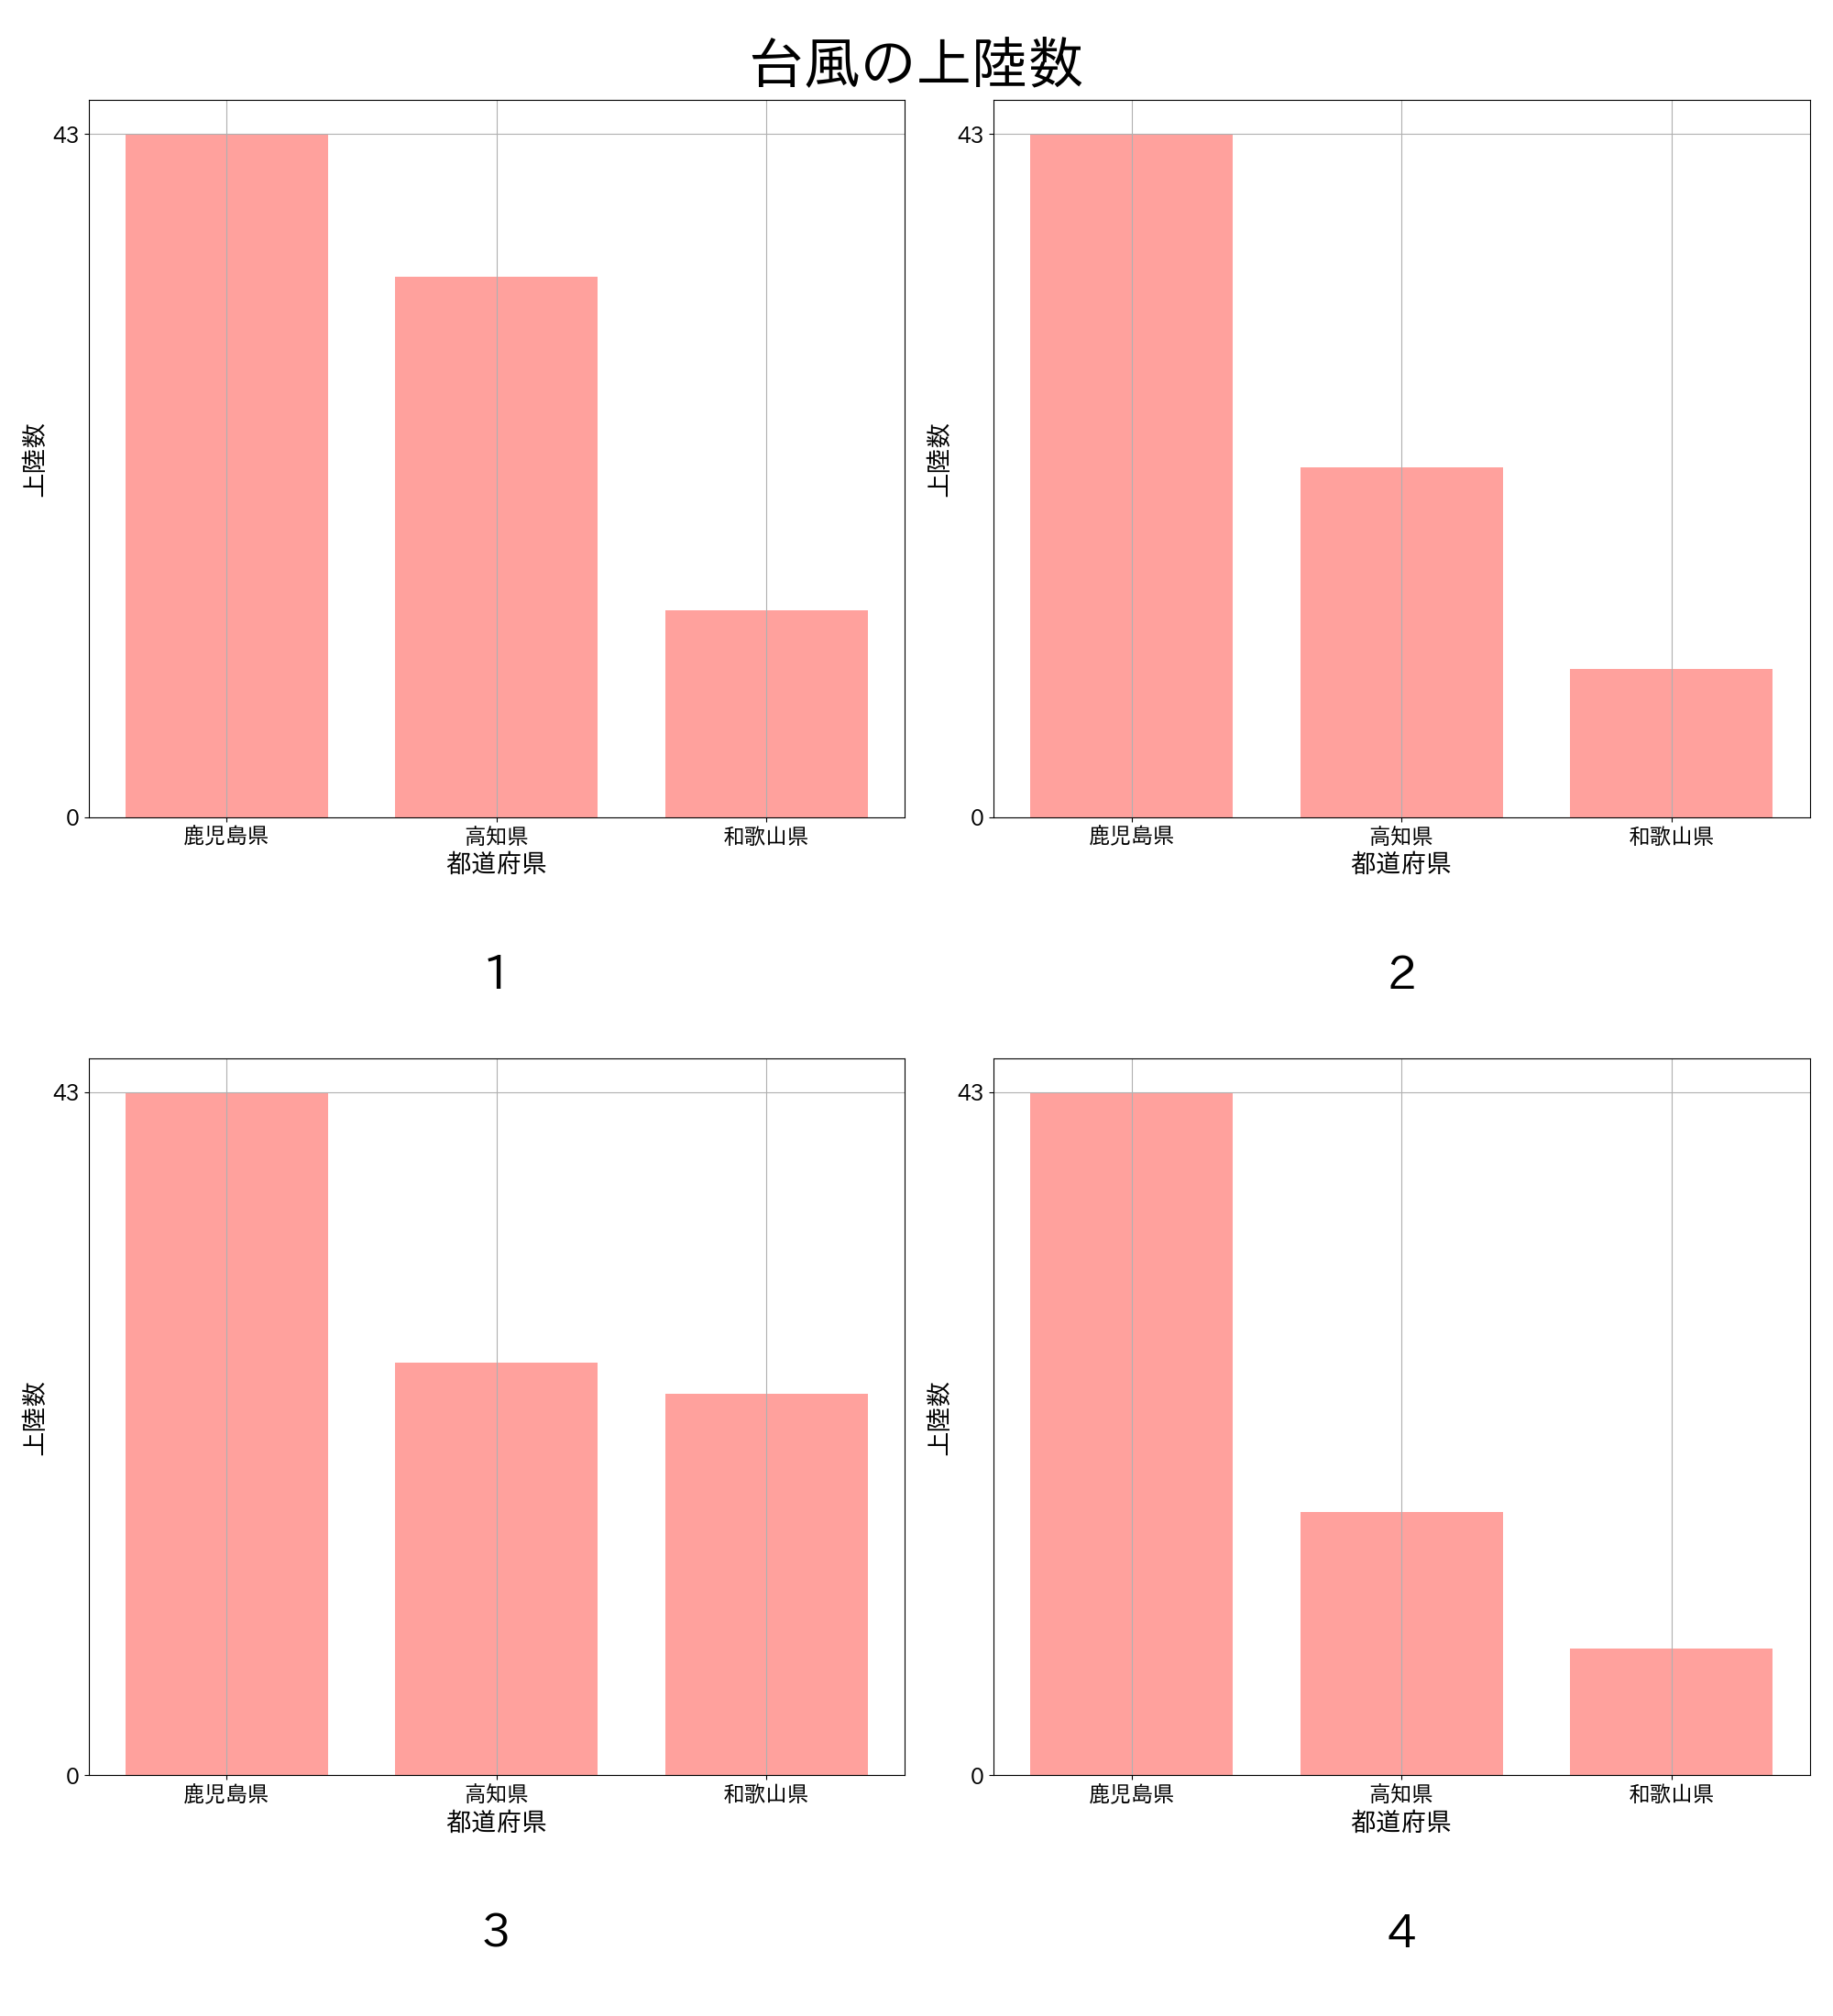 台風の上陸数
43
0
上陸数
鹿児島県 高知県 和歌山県
都道府県
1
43
0
上陸数
鹿児島県 高知県 和歌山県
都道府県
2
43
0
上陸数
鹿児島県 高知県 和歌山県
都道府県
3
43
0
上陸数
鹿児島県 高知県 和歌山県
都道府県
4